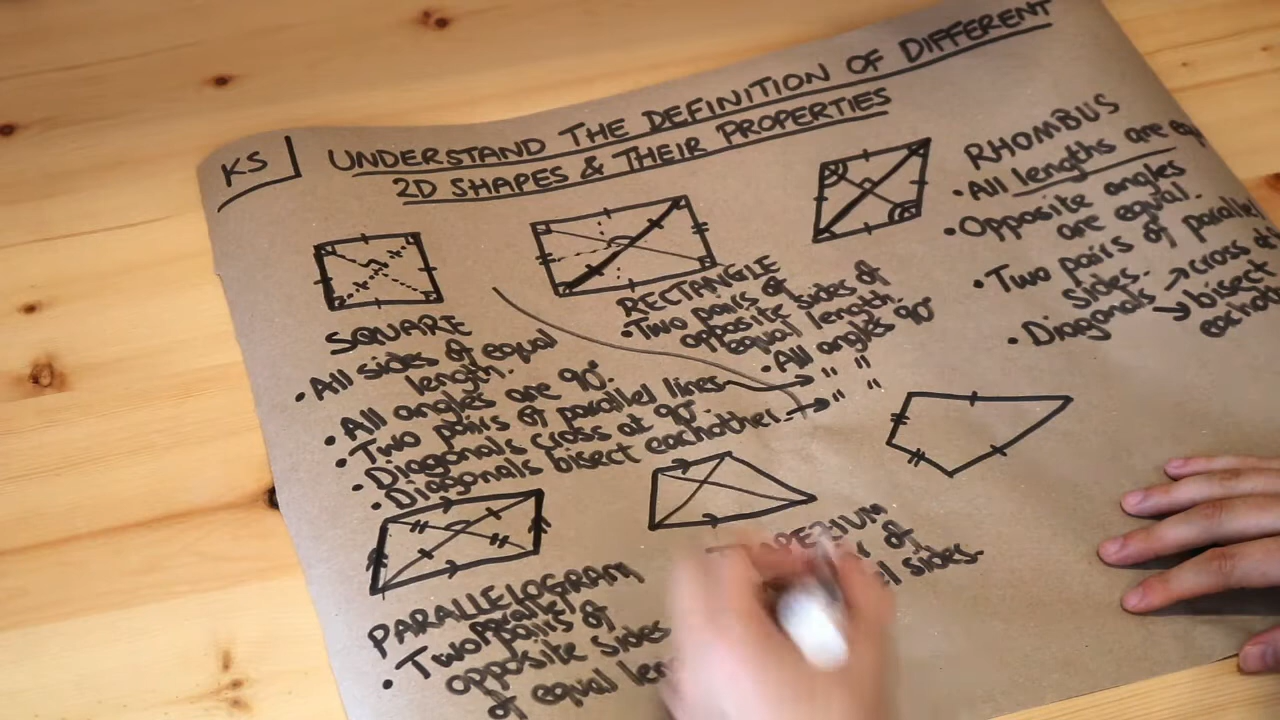 KS
UNDERSTAND THE DEFINITION OF DIFFERENT
2D SHAPES & THEIR PROPERTIES
SQUARE
• All sides of equal
length.
• All angles are 90°.
• Two pairs of parallel lines
• Diagonals cross at 90°
• Diagonals bisect eachother.
RECTANGLE
• Two pairs of
opposite sides of
equal length.
• All angles 90°
" "
" "
RHOMBUS
• All lengths are
• Opposite angles
are equal.
• Two pairs of parallel
sides.
• Diagonals → cross
→ bisect
PARALLELOGRAM
• Two parallel
pairs of
• opposite sides
of equal
of
sides.